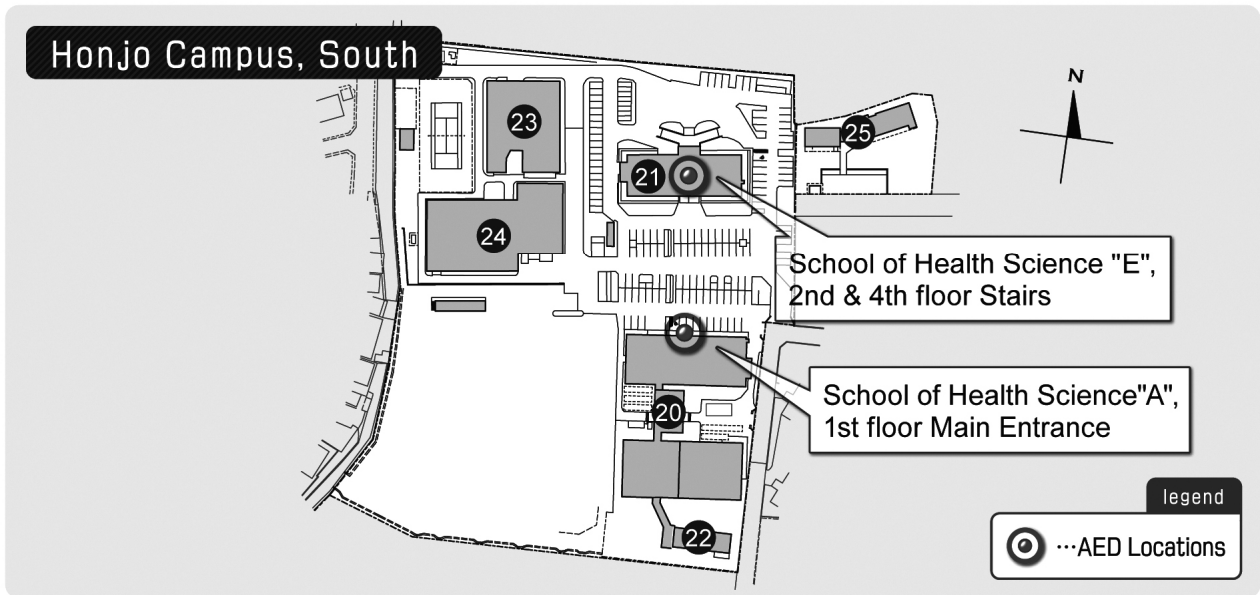 Honjo Campus, South
N
23
25
21
24
School of Health Science "E",
2nd & 4th floor Stairs
School of Health Science"A",
1st floor Main Entrance
20
22
legend
···AED Locations